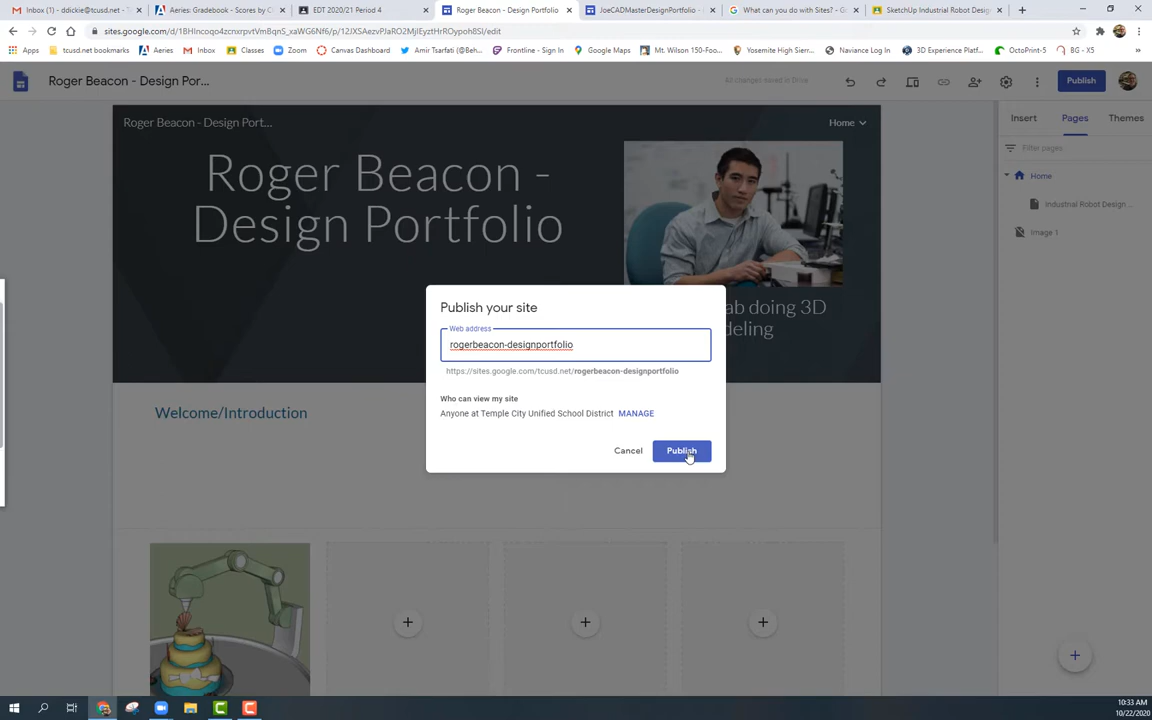 Inbox (1) - ddickie@tcusd.net -
Aeries: Gradebook - Scores by C
EDT 2020/21 Period 4
Roger Beacon - Design Portfolio
JoeCADMasterDesignPortfolio -
What can you do with Sites? - Go
SketchUp Industrial Robot Desig
sites.google.com/d/
/edit
Apps
tcusd.net bookmarks
Aeries
Inbox
Classes
Zoom
Canvas Dashboard
Amir Tsarfati (@Beh...
Frontline - Sign In
Google Maps
Mt. Wilson 150-Foo...
Yosemite High Sierr...
Naviance Log In
3D Experience Platf...
OctoPrint-5
BG - X5
Roger Beacon - Design Por...
All changes saved in Drive
Publish
Insert
Pages
Themes
Roger Beacon - Design Port...
Home
Filter pages
Roger Beacon -
Design Portfolio
Home
Industrial Robot Design ...
Image 1
Publish your site
Web address
rogerbeacon-designportfolio
https://sites.google.com/tcusd.net/rogerbeacon-designportfolio
ab doing 3D
deling
Who can view my site
Anyone at Temple City Unified School District MANAGE
Welcome/Introduction
Cancel
Publish
10:33 AM
10/22/2020